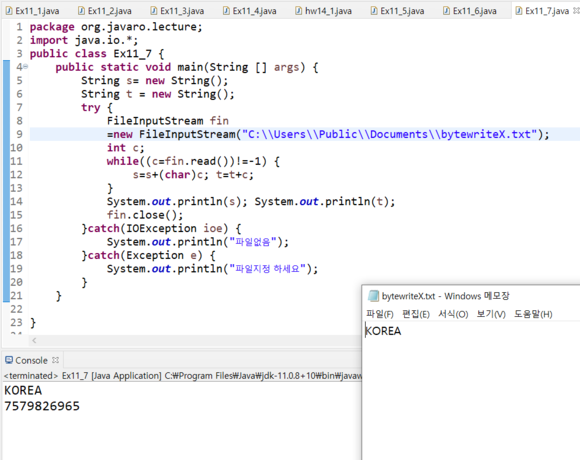 Ex11_1.java Ex11_2.java Ex11_3.java Ex11_4.java hw14_1.java Ex11_5.java Ex11_6.java Ex11_7.java
1 package org.javaro.lecture;
2 import java.io.*;
3 public class Ex11_7 {
4 public static void main(String [] args) {
5 String s= new String();
6 String t = new String();
7 try {
8 FileInputStream fin
9 =new FileInputStream("C:\\Users\\Public\\Documents\\bytewriteX.txt");
10 int c;
11 while((c=fin.read())!=-1) {
12 s=s+(char)c; t=t+c;
13 }
14 System.out.println(s); System.out.println(t);
15 fin.close();
16 }catch(IOException ioe) {
17 System.out.println("파일없음");
18 }catch(Exception e) {
19 System.out.println("파일지정 하세요");
20 }
21 }
22
23 }
Console
<terminated> Ex11_7 [Java Application] C:₩Program Files₩Java₩jdk-11.0.8+10₩bin₩javaw
KOREA
7579826965
bytewriteX.txt - Windows 메모장
파일(F) 편집(E) 서식(O) 보기(V) 도움말(H)
KOREA